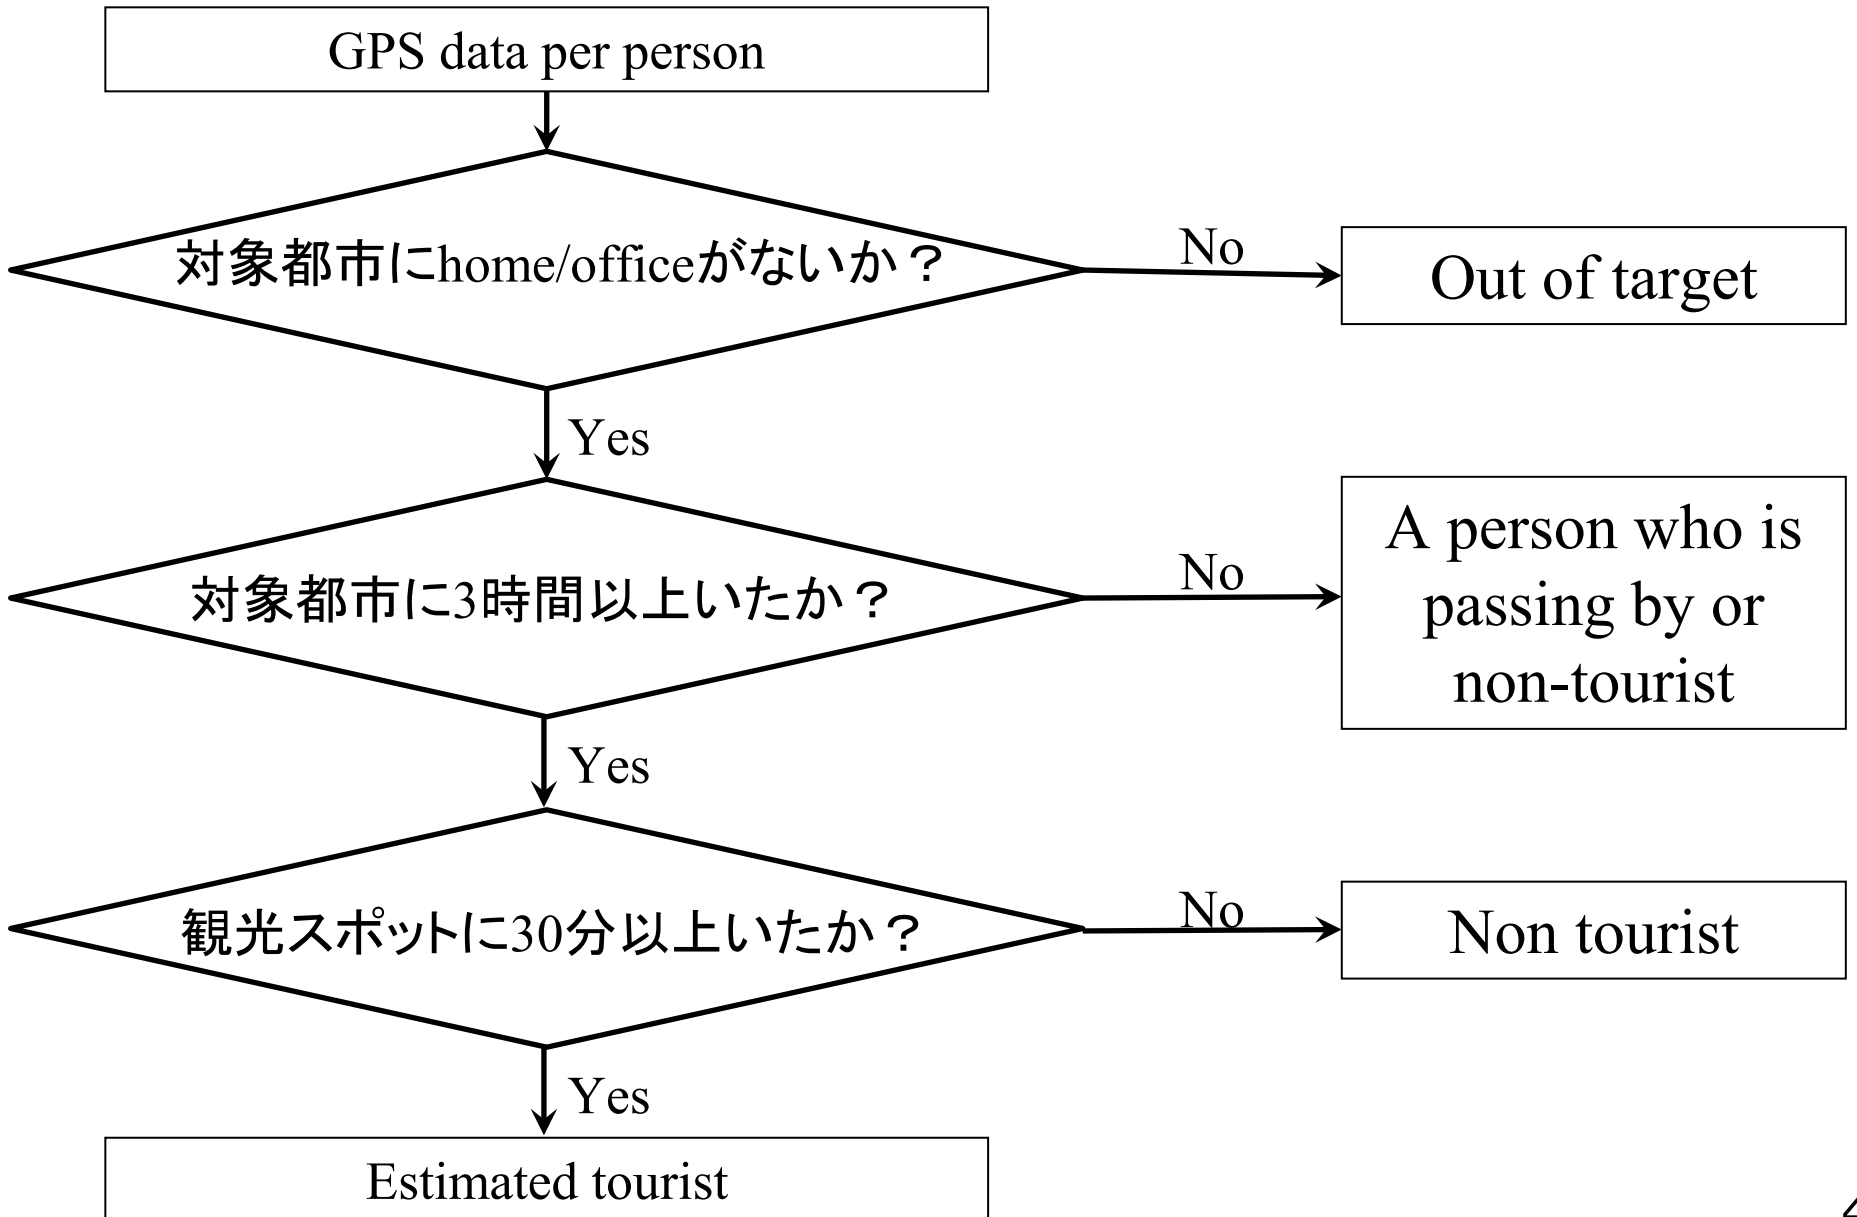 GPS data per person
対象都市にhome/officeがないか？
No
Out of target
Yes
対象都市に3時間以上いたか？
No
A person who is
passing by or
non-tourist
Yes
観光スポットに30分以上いたか？
No
Non tourist
Yes
Estimated tourist